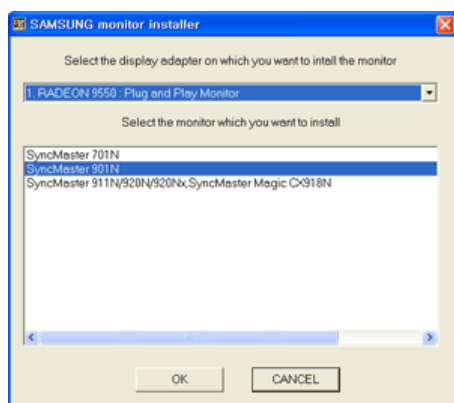 SAMSUNG monitor installer
Select the display adapter on which you want to intall the monitor
1. RADEON 9550 : Plug and Play Monitor
Select the monitor which you want to install
SyncMaster 701N
SyncMaster 901N
SyncMaster 911N/920N/920Nx,SyncMaster Magic CX918N
OK CANCEL